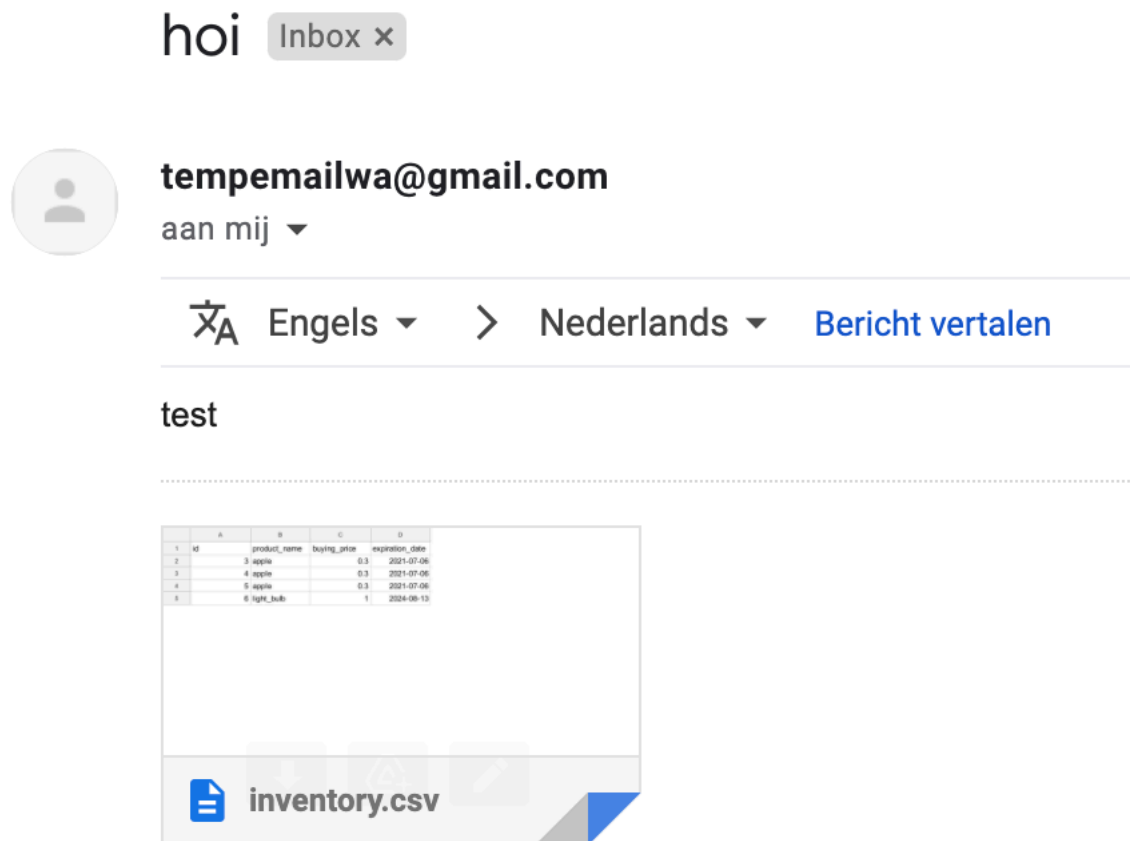 hoi Inbox ×
tempemailwa@gmail.com
aan mij
Engels > Nederlands Bericht vertalen
test
A B C D
1 id product_name buying_price expiration_date
2 3 apple 0.3 2021-07-06
3 4 apple 0.3 2021-07-06
4 5 apple 0.3 2021-07-06
5 6 light_bulb 1 2024-08-13
inventory.csv